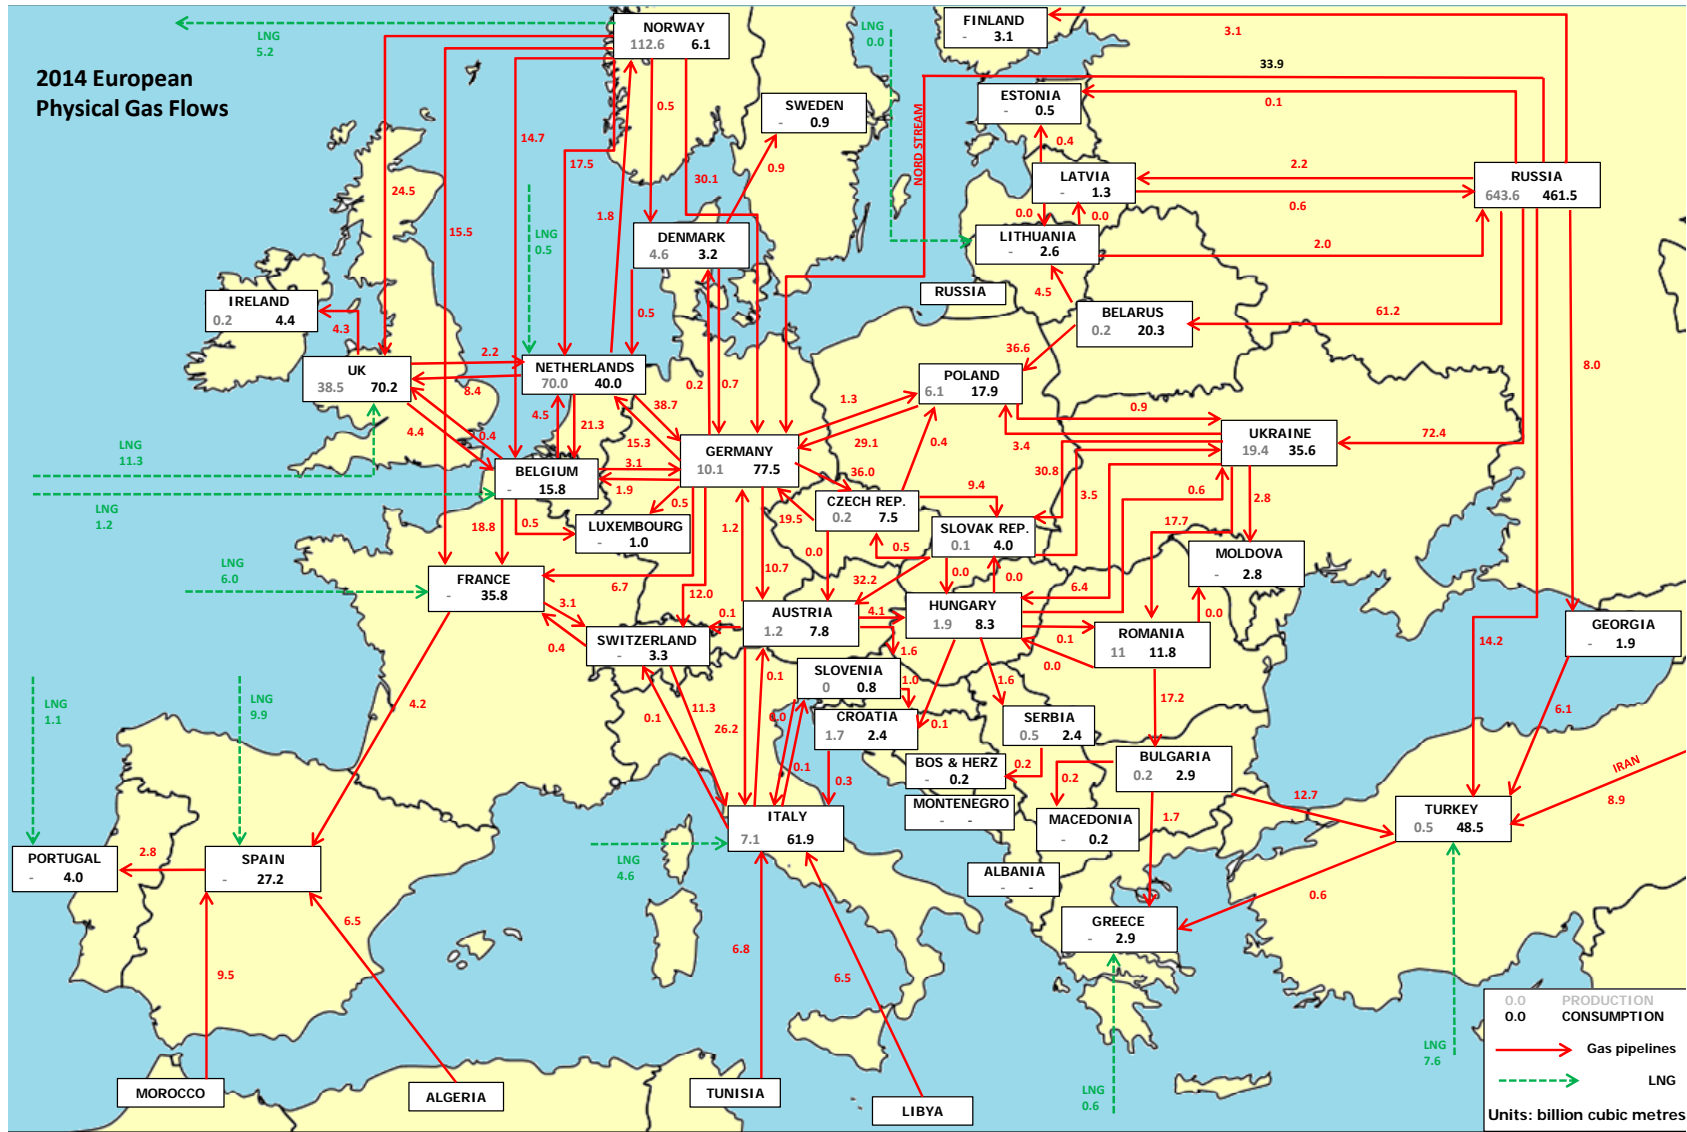 2014 European
Physical Gas Flows
LNG
5.2
NORWAY
112.6 6.1
LNG
0.0
FINLAND
- 3.1
3.1
33.9
ESTONIA
- 0.5
0.1
SWEDEN
- 0.9
0.5
14.7
17.5
NORD STREAM
0.4
0.9
30.1
24.5
1.8
LATVIA
- 1.3
2.2
RUSSIA
643.6 461.5
0.6
15.5
LNG
0.5
0.0
0.0
DENMARK
4.6 3.2
LITHUANIA
- 2.6
2.0
IRELAND
0.2 4.4
4.3
0.5
RUSSIA
4.5
BELARUS
0.2 20.3
61.2
36.6
8.0
UK
38.5 70.2
2.2
8.4
NETHERLANDS
70.0 40.0
0.2
0.7
POLAND
6.1 17.9
38.7
1.3
0.9
4.4
0.4
4.5
21.3
15.3
29.1
0.4
3.4
UKRAINE
19.4 35.6
72.4
GERMANY
10.1 77.5
LNG
11.3
BELGIUM
- 15.8
3.1
1.9
36.0
30.8
3.5
0.6
2.8
LNG
1.2
18.8
0.5
0.5
LUXEMBOURG
- 1.0
1.2
19.5
CZECH REP.
0.2 7.5
9.4
SLOVAK REP.
0.1 4.0
17.7
0.0
0.5
MOLDOVA
- 2.8
LNG
6.0
FRANCE
- 35.8
6.7
10.7
32.2
0.0
0.0
6.4
3.1
12.0
0.1
AUSTRIA
1.2 7.8
4.1
HUNGARY
1.9 8.3
0.0
0.4
SWITZERLAND
- 3.3
0.1
ROMANIA
11 11.8
GEORGIA
- 1.9
14.2
1.6
0.0
0.1
SLOVENIA
0 0.8
1.0
1.6
17.2
LNG
1.1
LNG
9.9
4.2
0.1
11.3
26.2
0.0
CROATIA
1.7 2.4
0.1
SERBIA
0.5 2.4
6.1
BULGARIA
0.2 2.9
0.1
0.3
BOS & HERZ
- 0.2
0.2
0.2
IRAN
8.9
MONTENEGRO
- -
12.7
TURKEY
0.5 48.5
ITALY
7.1 61.9
MACEDONIA
- 0.2
1.7
PORTUGAL
- 4.0
2.8
SPAIN
- 27.2
LNG
4.6
ALBANIA
- -
0.6
6.5
GREECE
- 2.9
6.8
9.5
6.5
0.0 PRODUCTION
0.0 CONSUMPTION
Gas pipelines
LNG
7.6
LNG
MOROCCO
ALGERIA
TUNISIA
LIBYA
LNG
0.6
Units: billion cubic metres